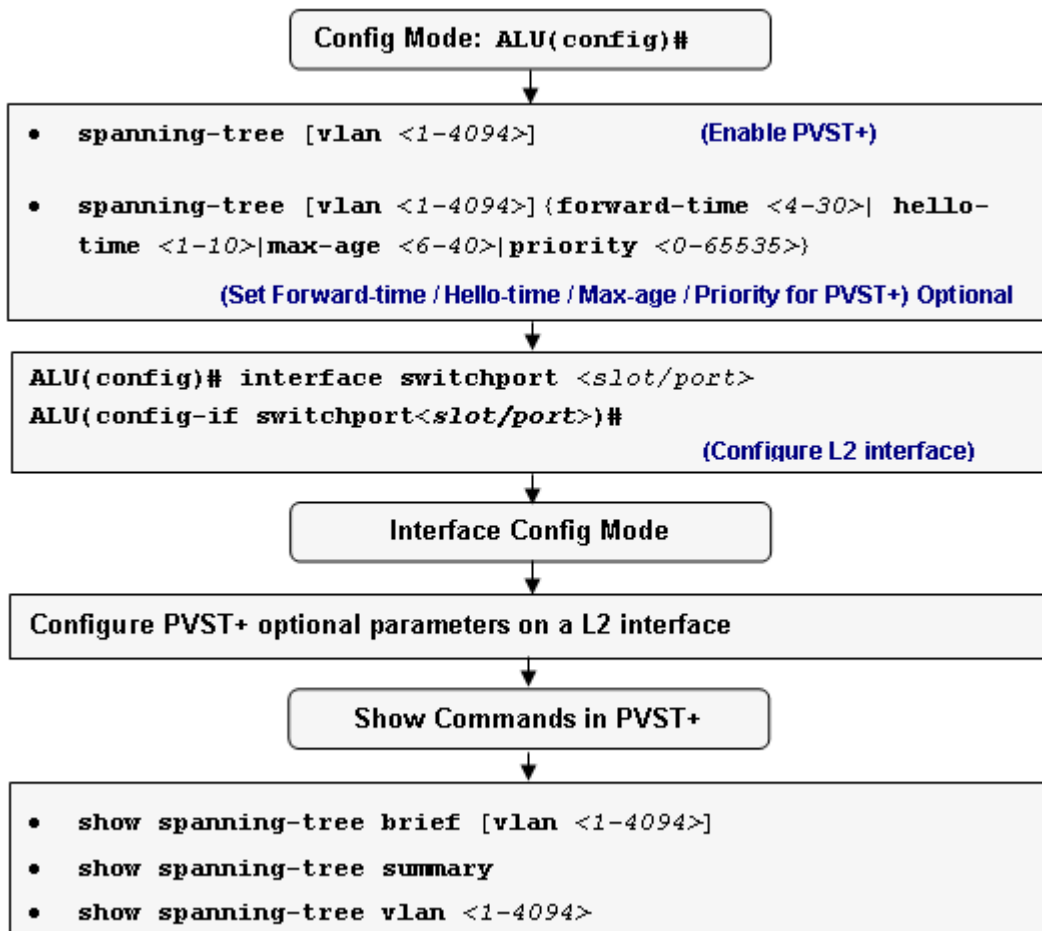 Config Mode: ALU(config)#
• spanning-tree [vlan <1-4094>] (Enable PVST+)
• spanning-tree [vlan <1-4094>]{forward-time <4-30>| hello-
time <1-10>|max-age <6-40>|priority <0-65535>}
(Set Forward-time / Hello-time / Max-age / Priority for PVST+) Optional
ALU(config)# interface switchport <slot/port>
ALU(config-if switchport<slot/port>)#
(Configure L2 interface)
Interface Config Mode
Configure PVST+ optional parameters on a L2 interface
Show Commands in PVST+
• show spanning-tree brief [vlan <1-4094>]
• show spanning-tree summary
• show spanning-tree vlan <1-4094>